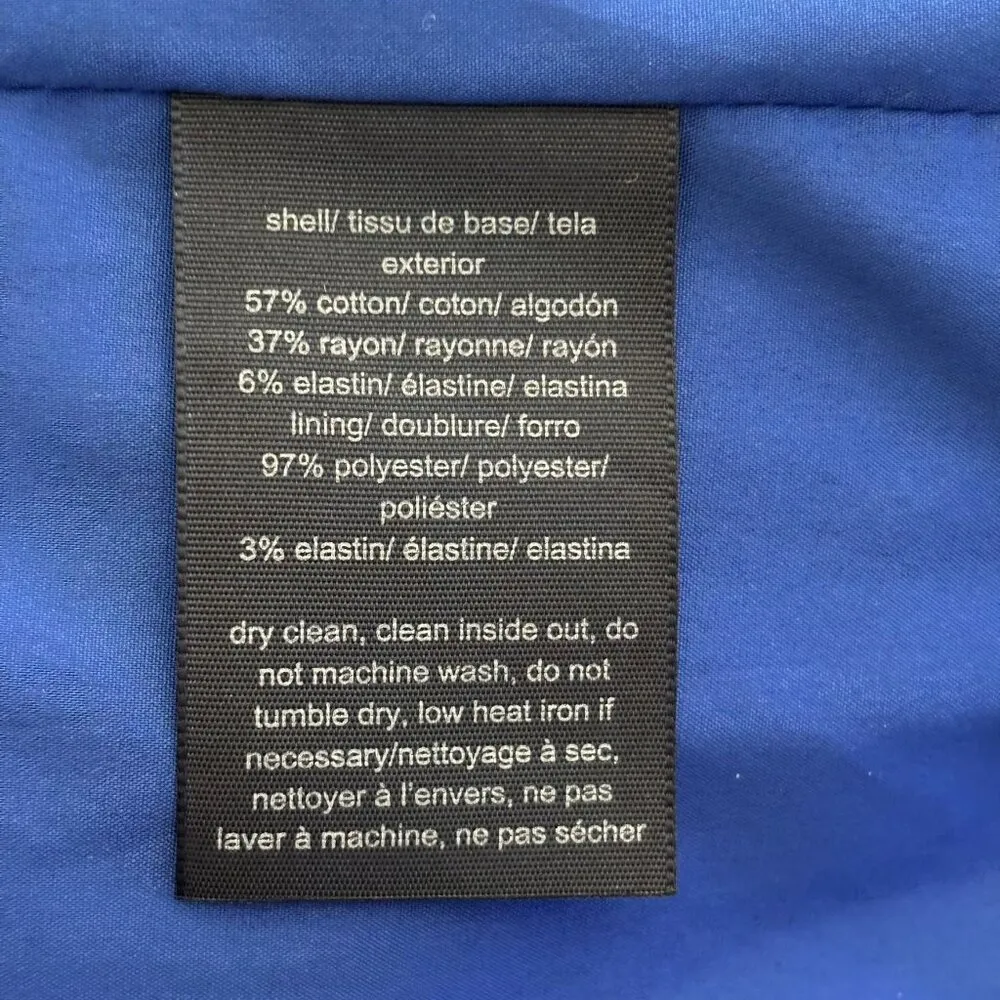 shell/ tissu de base/ tela
exterior
57% cotton/ coton/ algodón
37% rayon/ rayonne/ rayón
6% elastin/ élastine/ elastina
lining/ doublure/ forro
97% polyester/ polyester/
poliéster
3% elastin/ élastine/ elastina
dry clean, clean inside out, do
not machine wash, do not
tumble dry, low heat iron if
necessary/nettoyage à sec,
nettoyer à l'envers, ne pas
laver à machine, ne pas sécher